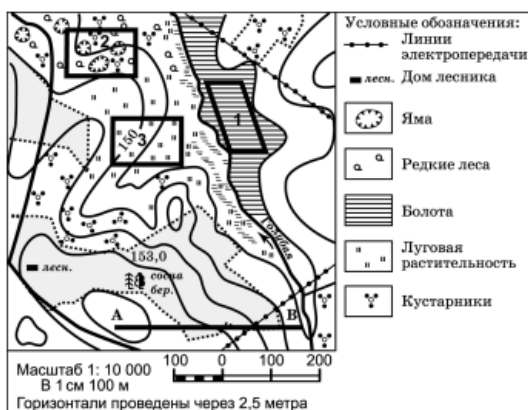 Условные обозначения:
Линии
электропередачи
лесн. Дом лесника
Яма
Редкие леса
Болота
Луговая
растительность
Кустарники
2
1
3
150
Голубая
153,0
лесн.
сосна
бер.
А
В
Масштаб 1: 10 000
В 1 см 100 м
100 0 100 200
Горизонтали проведены через 2,5 метра